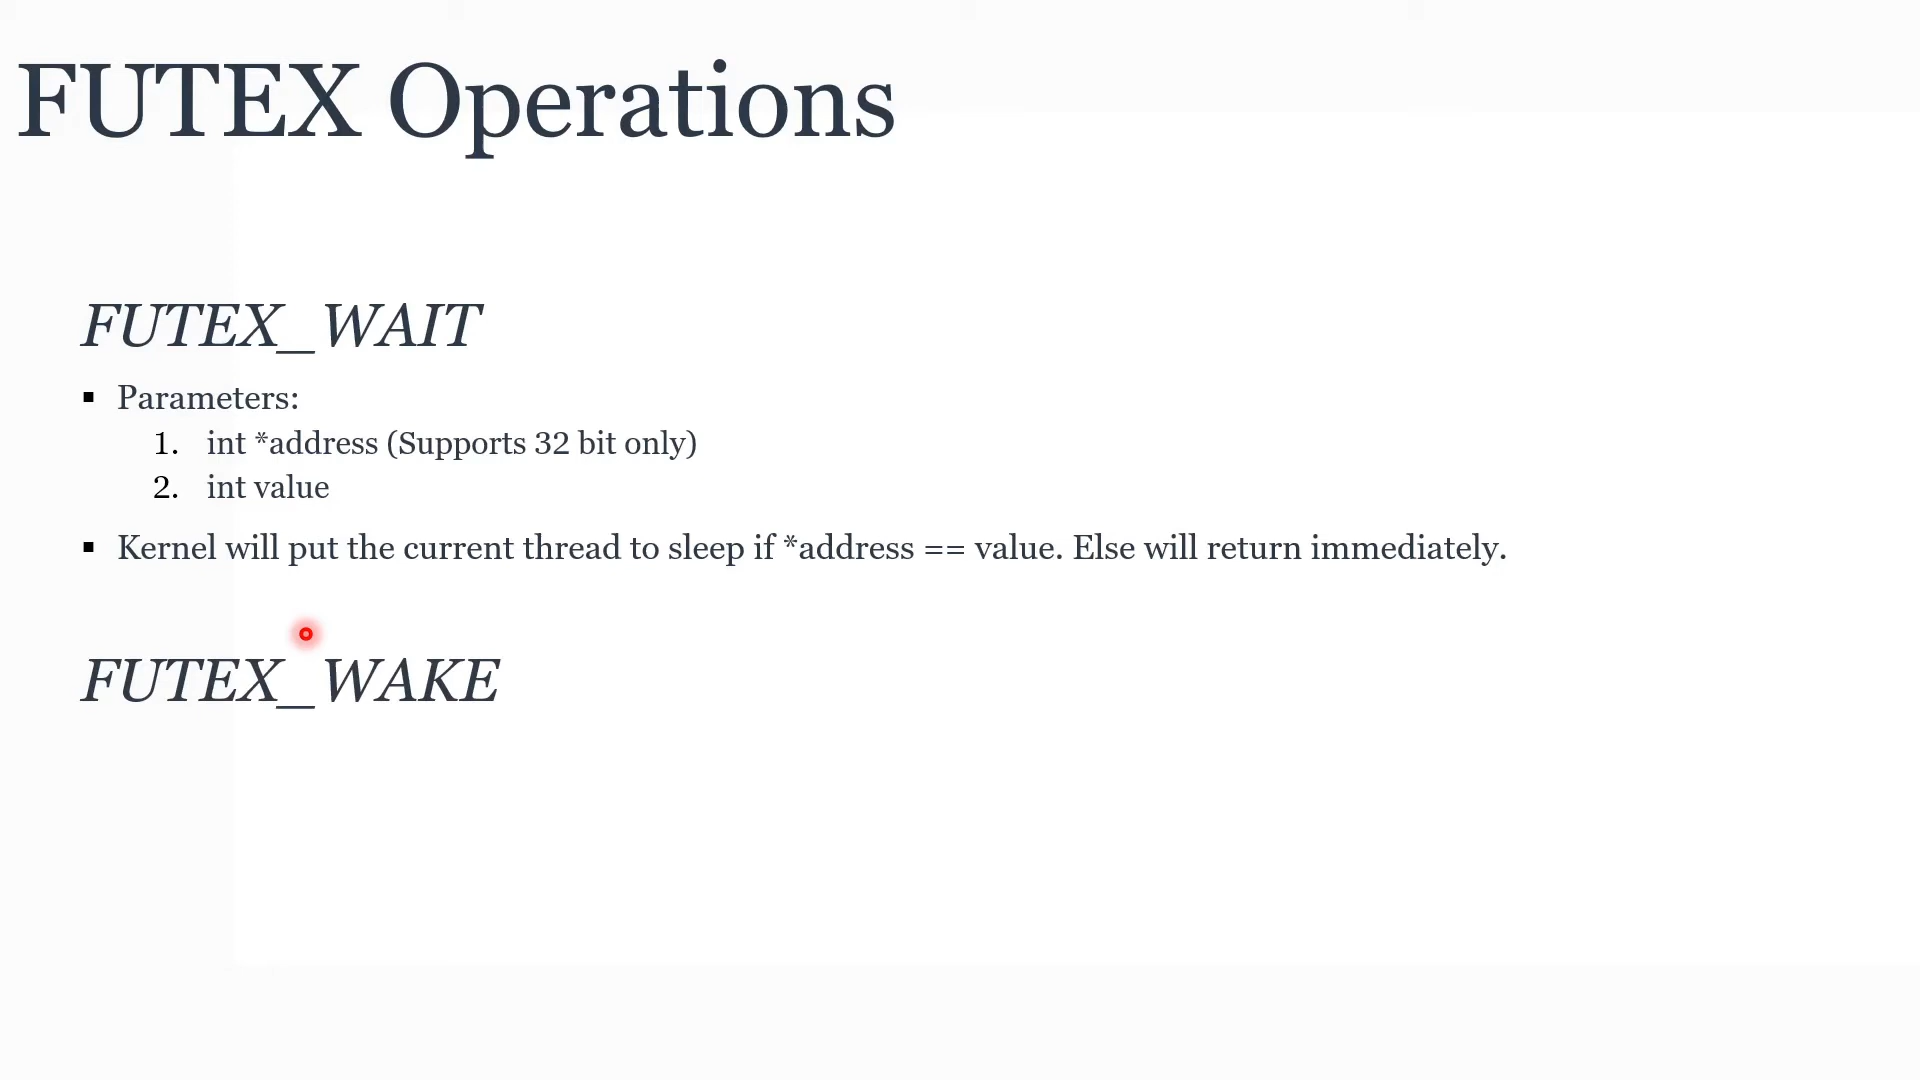 FUTEX Operations
FUTEX_WAIT
▪ Parameters:
1. int *address (Supports 32 bit only)
2. int value
▪ Kernel will put the current thread to sleep if *address == value. Else will return immediately.
FUTEX_WAKE